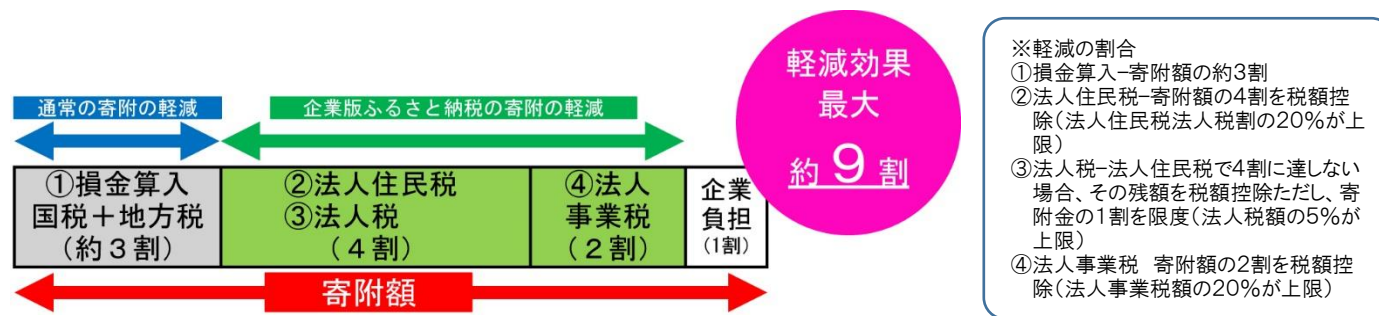 通常の寄附の軽減
企業版ふるさと納税の寄附の軽減
①損金算入
国税＋地方税
（約３割）
②法人住民税
③法人税
（４割）
④法人
事業税
（２割）
企業
負担
（1割）
寄附額
軽減効果
最大
約９割
※軽減の割合
①損金算入−寄附額の約3割
②法人住民税−寄附額の4割を税額控
除（法人住民税法人税割の20％が上
限）
③法人税−法人住民税で4割に達しない
場合、その残額を税額控除ただし、寄
附金の1割を限度（法人税額の5％が
上限）
④法人事業税　寄附額の2割を税額控
除（法人事業税額の20％が上限）